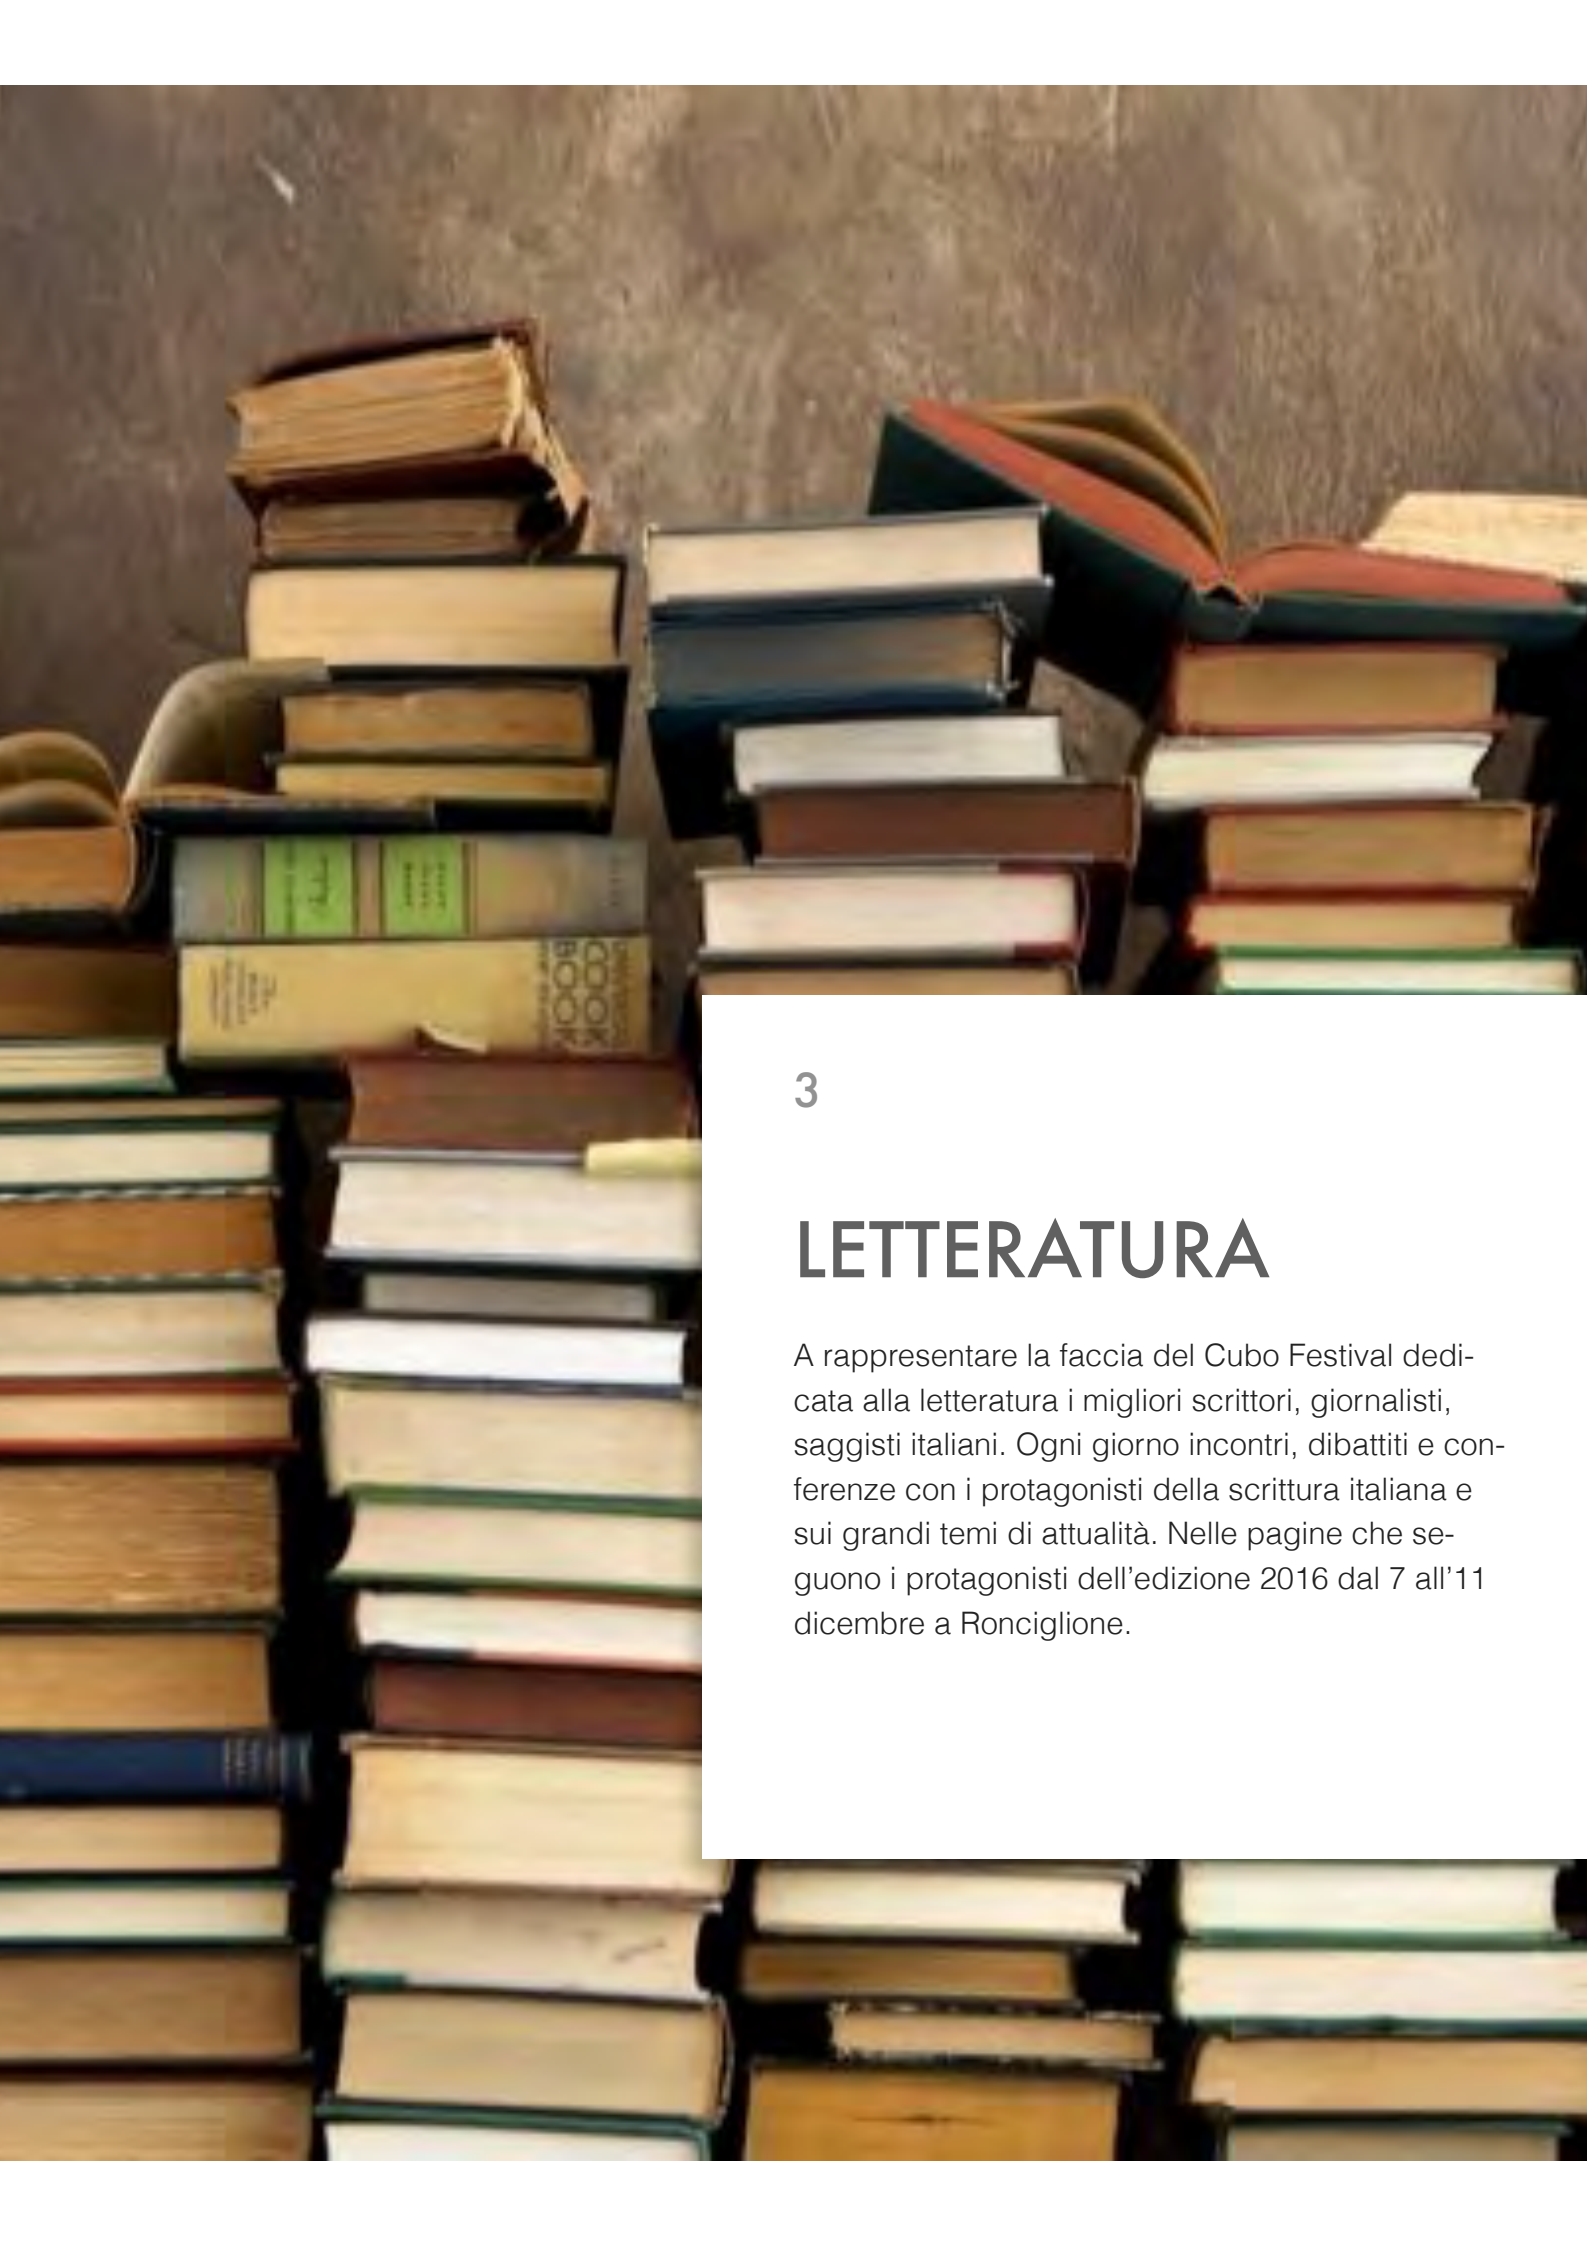 COOK
BOOK
3
LETTERATURA
A rappresentare la faccia del Cubo Festival dedi-
cata alla letteratura i migliori scrittori, giornalisti,
saggisti italiani. Ogni giorno incontri, dibattiti e con-
ferenze con i protagonisti della scrittura italiana e
sui grandi temi di attualità. Nelle pagine che se-
guono i protagonisti dell’edizione 2016 dal 7 all’11
dicembre a Ronciglione.